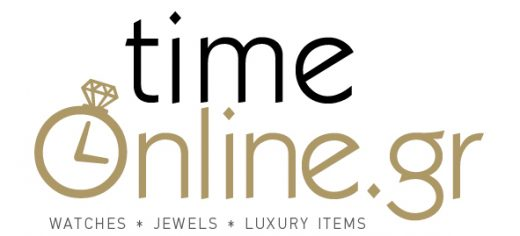 time
Online.gr
WATCHES * JEWELS * LUXURY ITEMS